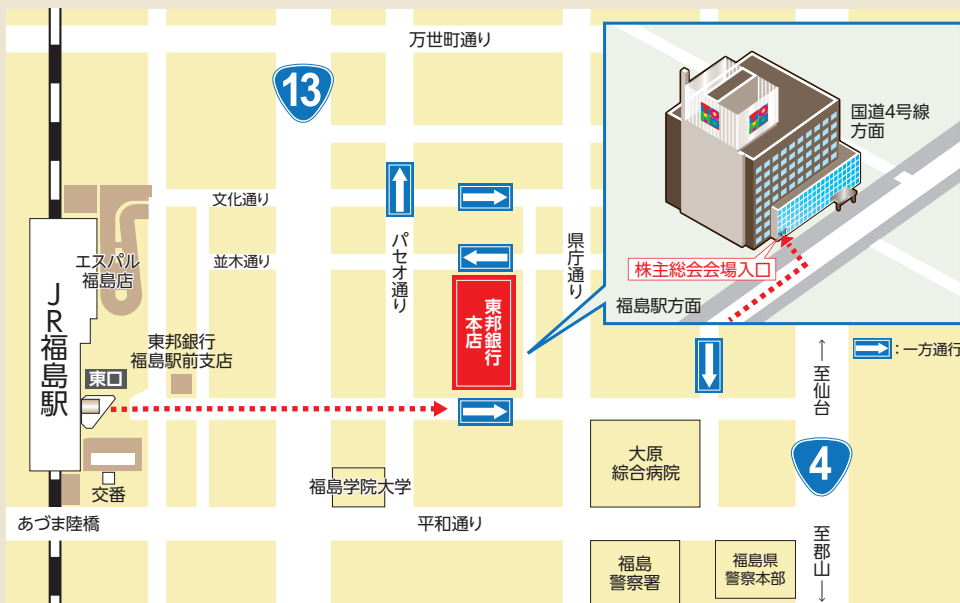 万世町通り
13
国道4号線
方面
文化通り
パセオ通り
県庁通り
並木通り
エスパル
福島店
株主総会会場入口
福島駅方面
JR福島駅
東邦銀行
本店
東邦銀行
福島駅前支店
東口
：一方通行
↑至仙台
大原
綜合病院
4
福島学院大学
交番
あづま陸橋
平和通り
至郡山↓
福島
警察署
福島県
警察本部